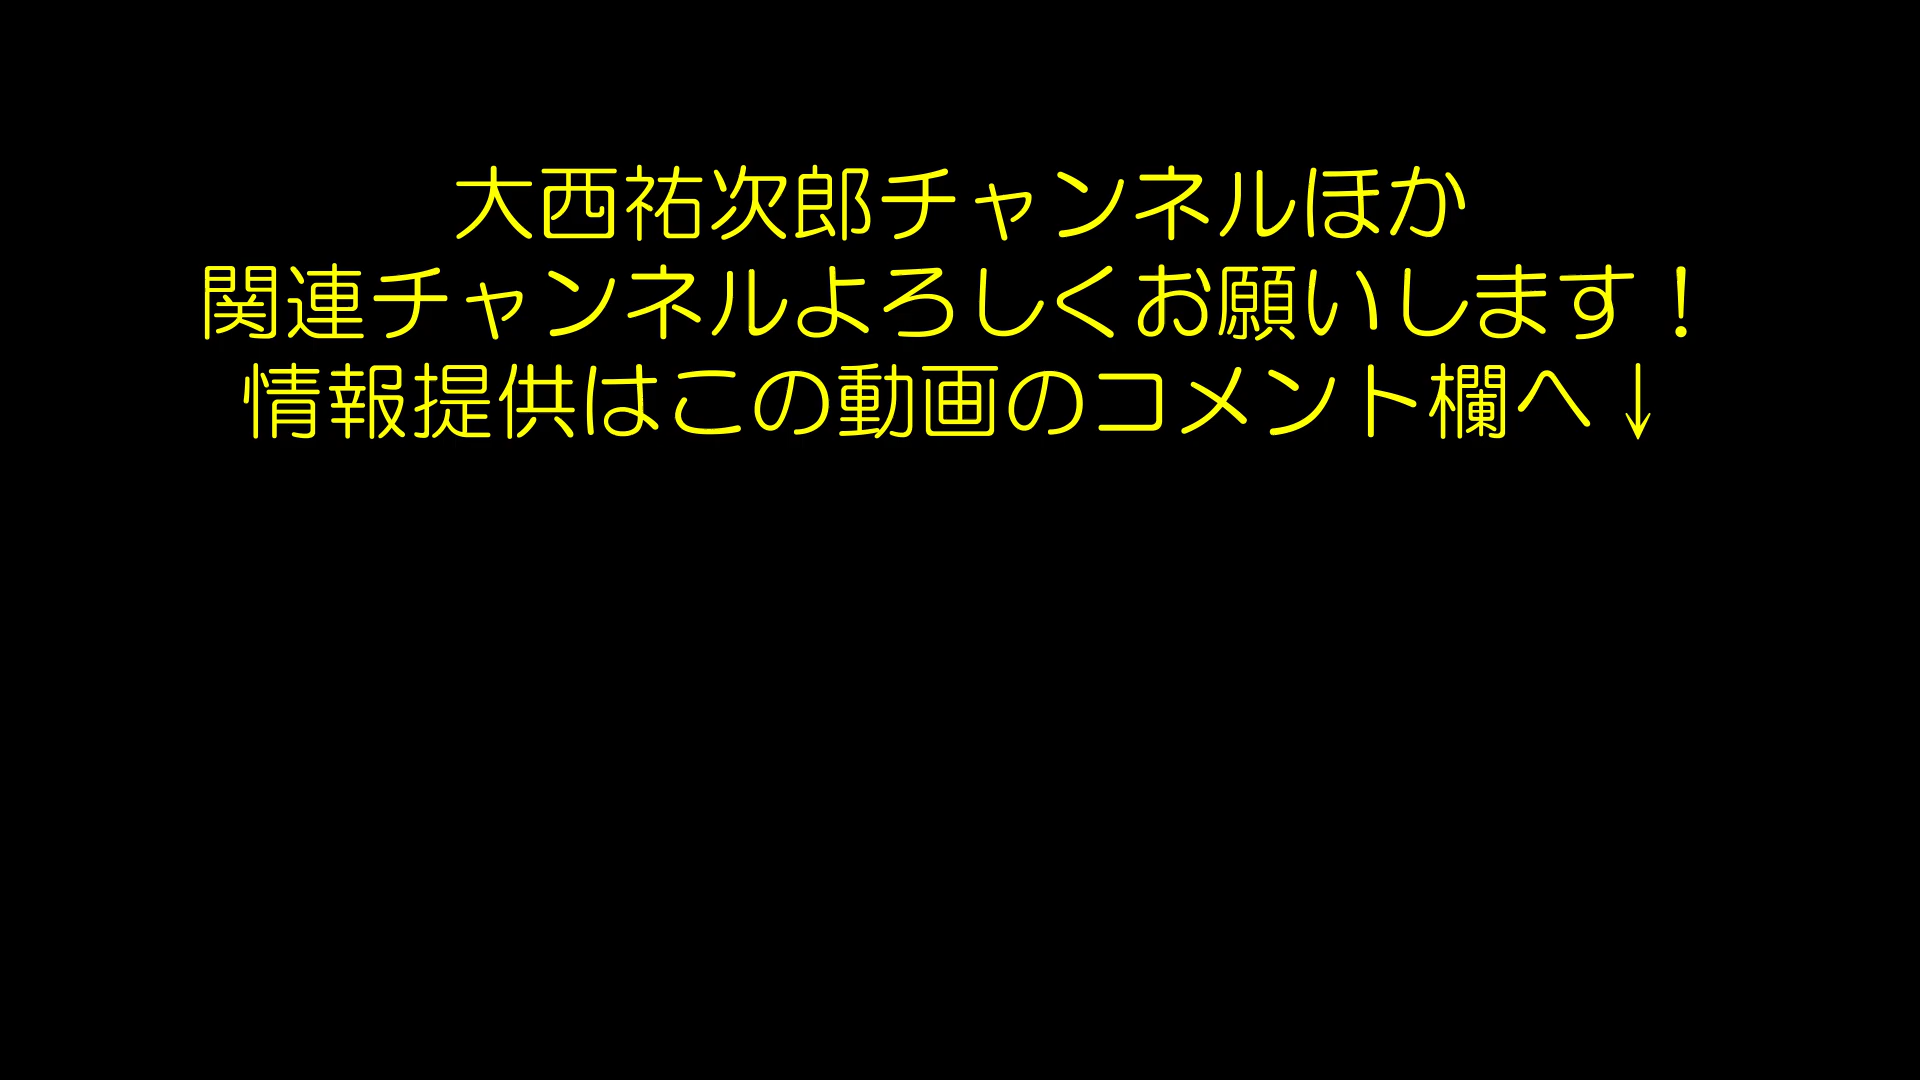 大西祐次郎チャンネルほか
関連チャンネルよろしくお願いします！
情報提供はこの動画のコメント欄へ↓